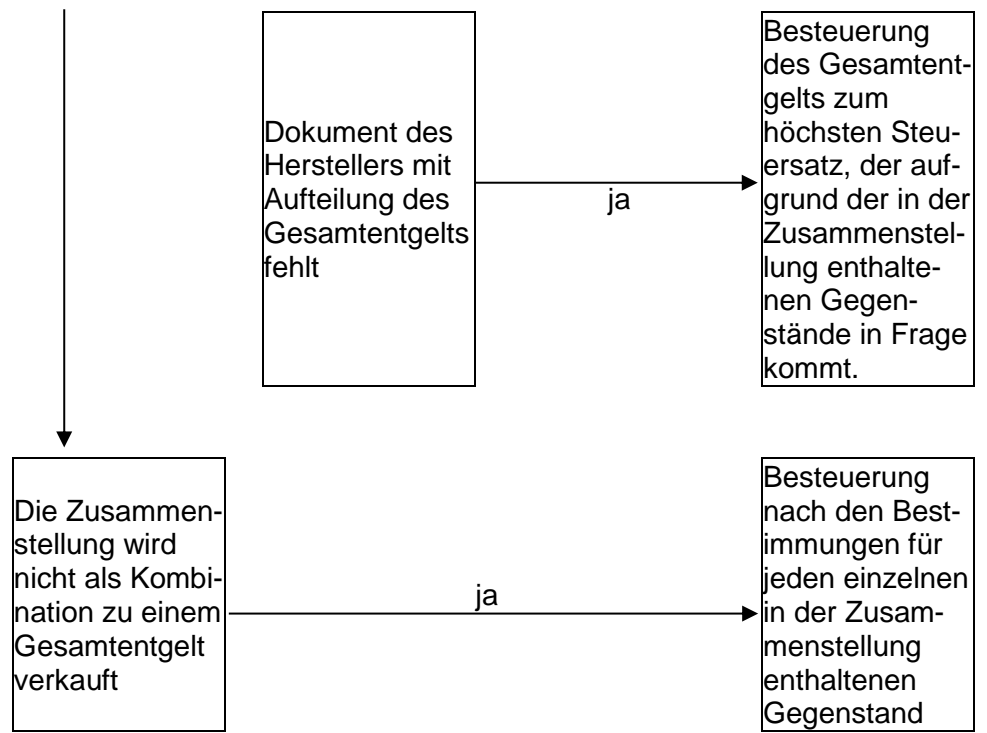 Dokument des
Herstellers mit
Aufteilung des
Gesamtentgelts
fehlt
ja
Besteuerung
des Gesamtent-
gelts zum
höchsten Steu-
ersatz, der auf-
grund der in der
Zusammenstel-
lung enthalte-
nen Gegen-
stände in Frage
kommt.
Die Zusammen-
stellung wird
nicht als Kombi-
nation zu einem
Gesamtentgelt
verkauft
ja
Besteuerung
nach den Best-
immungen für
jeden einzelnen
in der Zusam-
menstellung
enthaltenen
Gegenstand